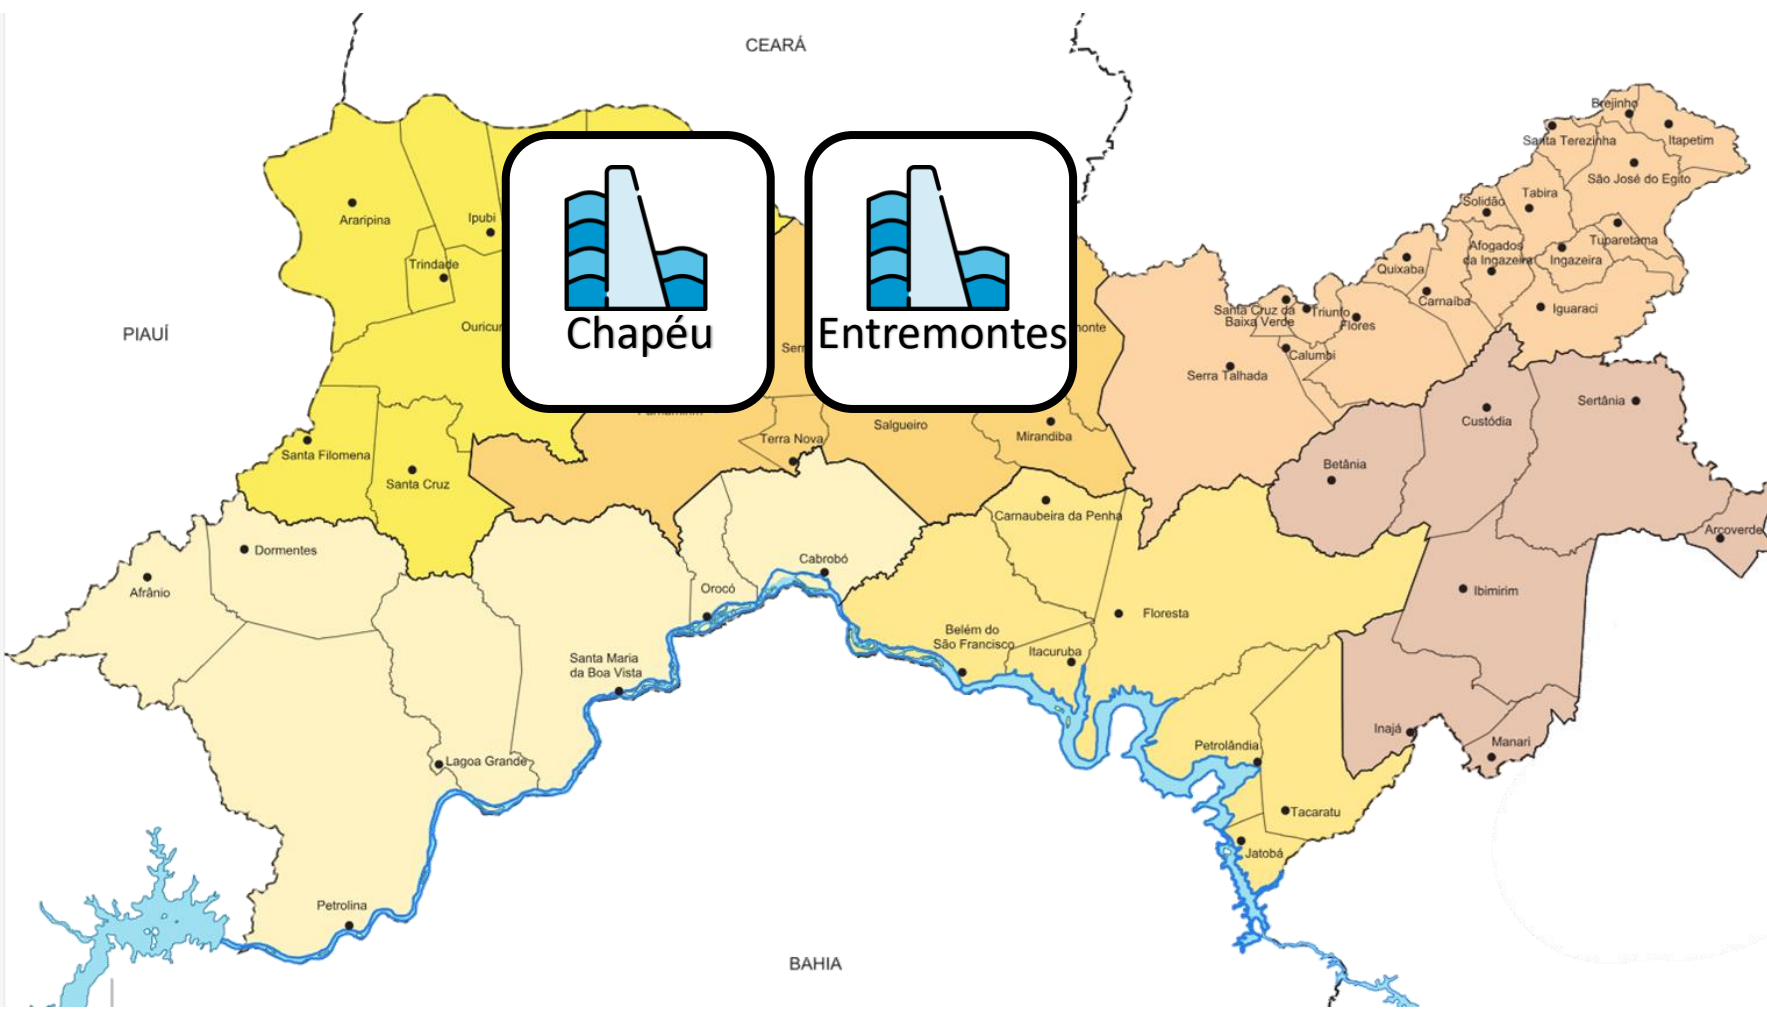 CEARÁ
Brejinho
Santa Terezinha
Itapetim
São José do Egito
Araripina
Ipubi
Solidão
Tabira
Tuparetama
Afogados
da Ingazeira
Ingazeira
Trindade
Quixaba
Carnaíba
Iguaraci
PIAUÍ
Chapéu
Entremontes
Santa Cruz da
Baixa Verde
Triunfo
Flores
Calumbi
Serra Talhada
Sertânia
Custódia
Salgueiro
Terra Nova
Mirandiba
Santa Filomena
Santa Cruz
Betânia
Carnaubeira da Penha
Arcoverde
Dormentes
Cabrobó
Afrânio
Orocó
Ibimirim
Floresta
Belém do
São Francisco
Itacuruba
Santa Maria
da Boa Vista
Inajá
Manari
Petrolândia
Lagoa Grande
Tacaratu
Jatobá
Petrolina
BAHIA